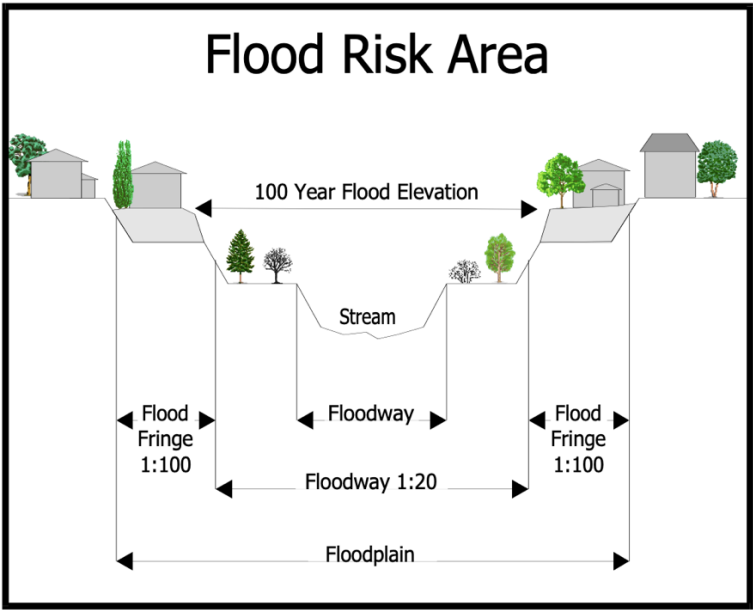 Flood Risk Area
100 Year Flood Elevation
Stream
Flood
Fringe
1:100
Floodway
Flood
Fringe
1:100
Floodway 1:20
Floodplain